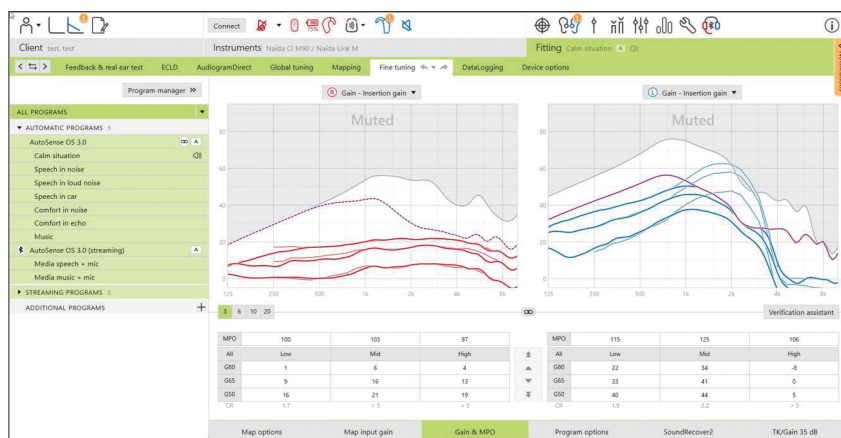 Connect
75%
Client test, test
Instruments Naída CI M90 / Naída Link M
Fitting Calm situation A
Feedback & real ear test ECLD AudiogramDirect Global tuning Mapping Fine tuning DataLogging Device options
Program manager >>
R Gain - Insertion gain
L Gain - Insertion gain
ALL PROGRAMS
AUTOMATIC PROGRAMS 9
AutoSense OS 3.0 A
Calm situation
Speech in noise
Speech in loud noise
Speech in car
Comfort in noise
Comfort in echo
Music
AutoSense OS 3.0 (streaming) A
Media speech + mic
Media music + mic
STREAMING PROGRAMS
ADDITIONAL PROGRAMS +
Muted
80
60
40
20
0
125 250 500 1k 2k 4k 8k
Muted
80
60
40
20
0
125 250 500 1k 2k 4k 8k
3 6 10 20
Verification assistant
MPO 100 103 97
All Low Mid High
G80 1 6 4
G65 9 16 13
G50 16 21 19
CR 1.7 > 3 > 3
MPO 115 125 106
All Low Mid High
G80 22 34 -8
G65 33 41 0
G50 40 44 5
CR 1.9 2.2 > 3
Map options Map input gain Gain & MPO Program options SoundRecover2 TK/Gain 35 dB